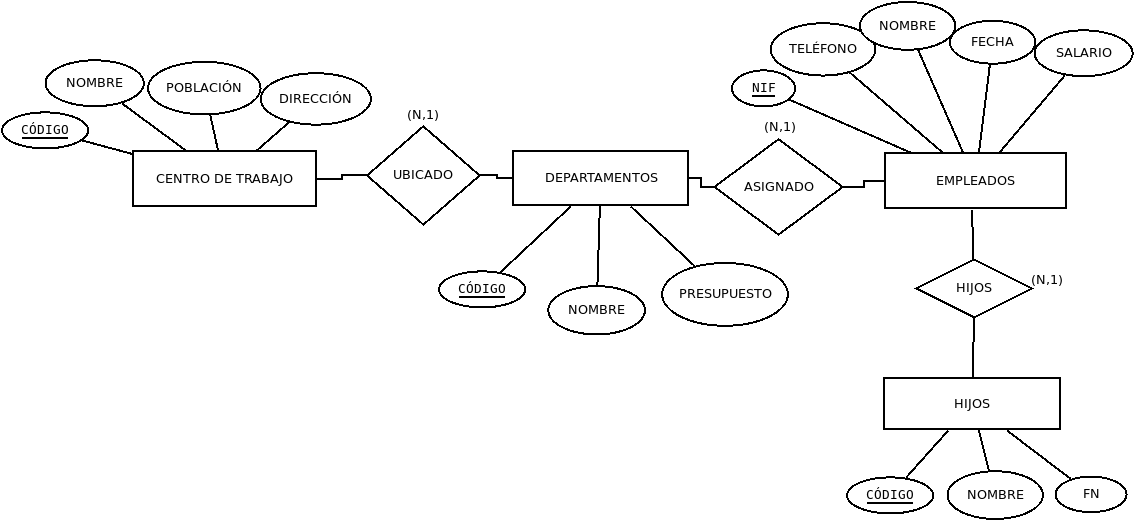 NOMBRE
POBLACIÓN
DIRECCIÓN
CÓDIGO
CENTRO DE TRABAJO
(N,1)
UBICADO
DEPARTAMENTOS
CÓDIGO
NOMBRE
PRESUPUESTO
(N,1)
ASIGNADO
NIF
TELÉFONO
NOMBRE
FECHA
SALARIO
EMPLEADOS
HIJOS
(N,1)
HIJOS
CÓDIGO
NOMBRE
FN